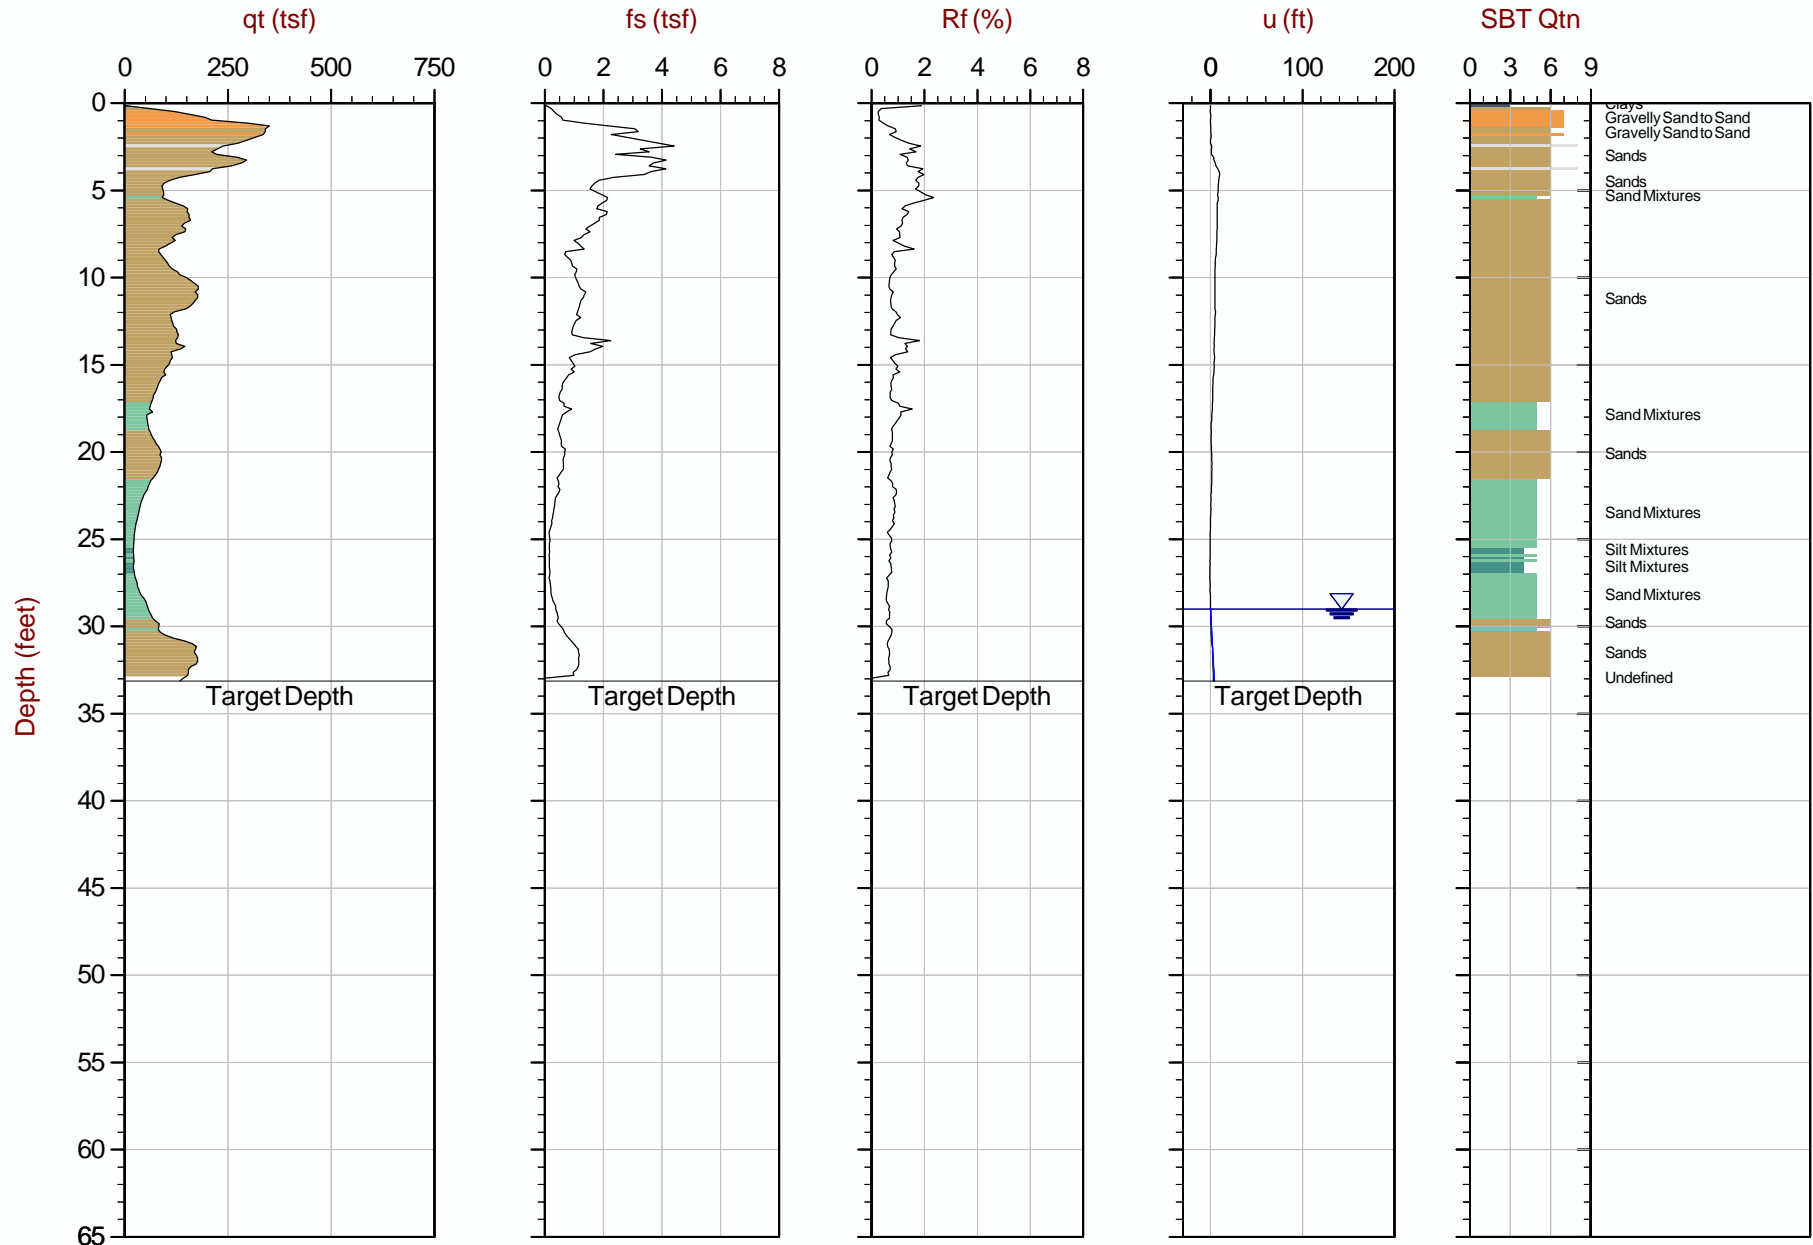 qt (tsf) fs (tsf) Rf (%) u (ft) SBT Qtn
0 250 500 750 0 2 4 6 8 0 2 4 6 8 0 100 200 0 3 6 9
0
5
10
15
20
25
30
35
40
45
50
55
60
65
Depth (feet)
Clays
Gravelly Sand to Sand
Gravelly Sand to Sand
Sands
Sands
Sand Mixtures
Sands
Sand Mixtures
Sands
Sand Mixtures
Silt Mixtures
Silt Mixtures
Sand Mixtures
Sands
Sands
Undefined
Target Depth Target Depth Target Depth Target Depth